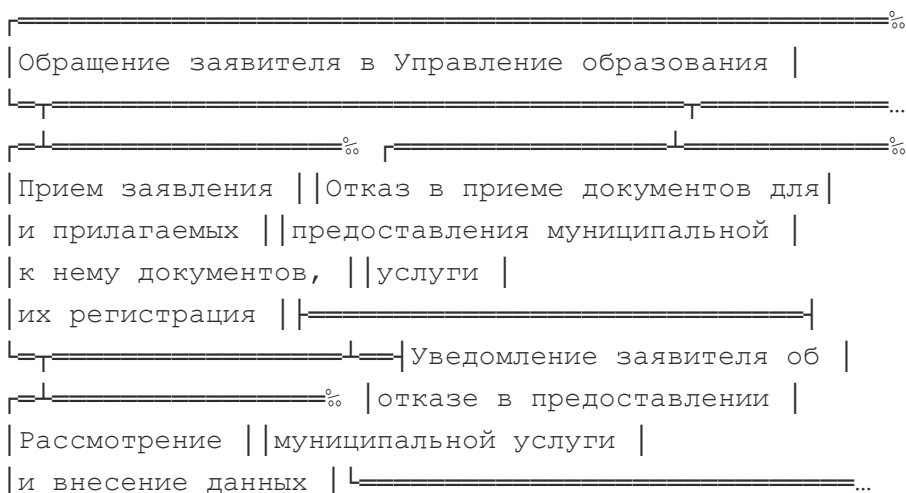 ┌═══════════════════════════════════════════════════‰
│Обращение заявителя в Управление образования │
└═┬══════════════════════════════════════┬═══════════…
┌═┴═════════════════‰ ┌════════════════┴════════════‰
│Прием заявления ││Отказ в приеме документов для│
│и прилагаемых ││предоставления муниципальной │
│к нему документов, ││услуги │
│их регистрация │├═════════════════════════════┤
└═┬═════════════════┴══┤Уведомление заявителя об │
┌═┴════════════════‰ │отказе в предоставлении │
│Рассмотрение ││муниципальной услуги │
│и внесение данных │└═════════════════════════════…